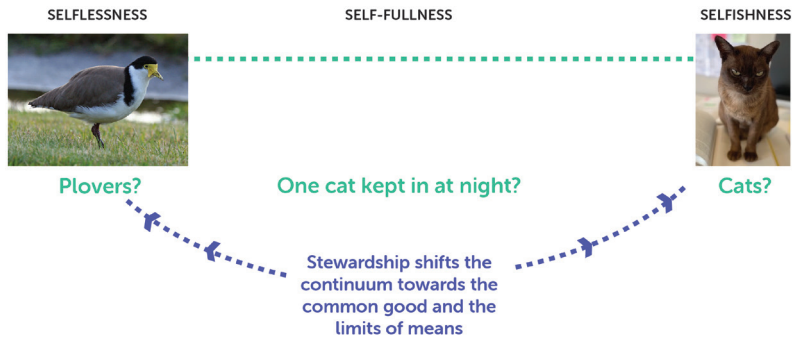 SELFLESSNESS
SELF-FULLNESS
SELFISHNESS
Plovers?
One cat kept in at night?
Cats?
Stewardship shifts the
continuum towards the
common good and the
limits of means